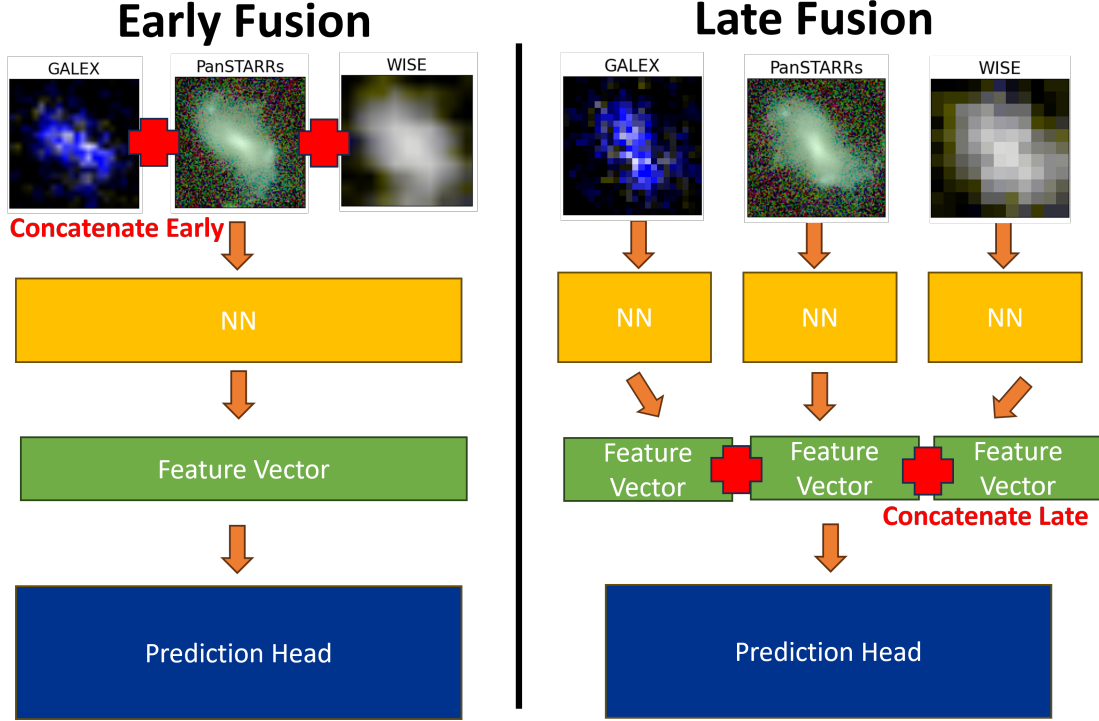 Early Fusion
GALEX
PanSTARRs
WISE
Concatenate Early
NN
Feature Vector
Prediction Head
Late Fusion
GALEX
PanSTARRs
WISE
NN
NN
NN
Feature
Vector
Feature
Vector
Feature
Vector
Concatenate Late
Prediction Head